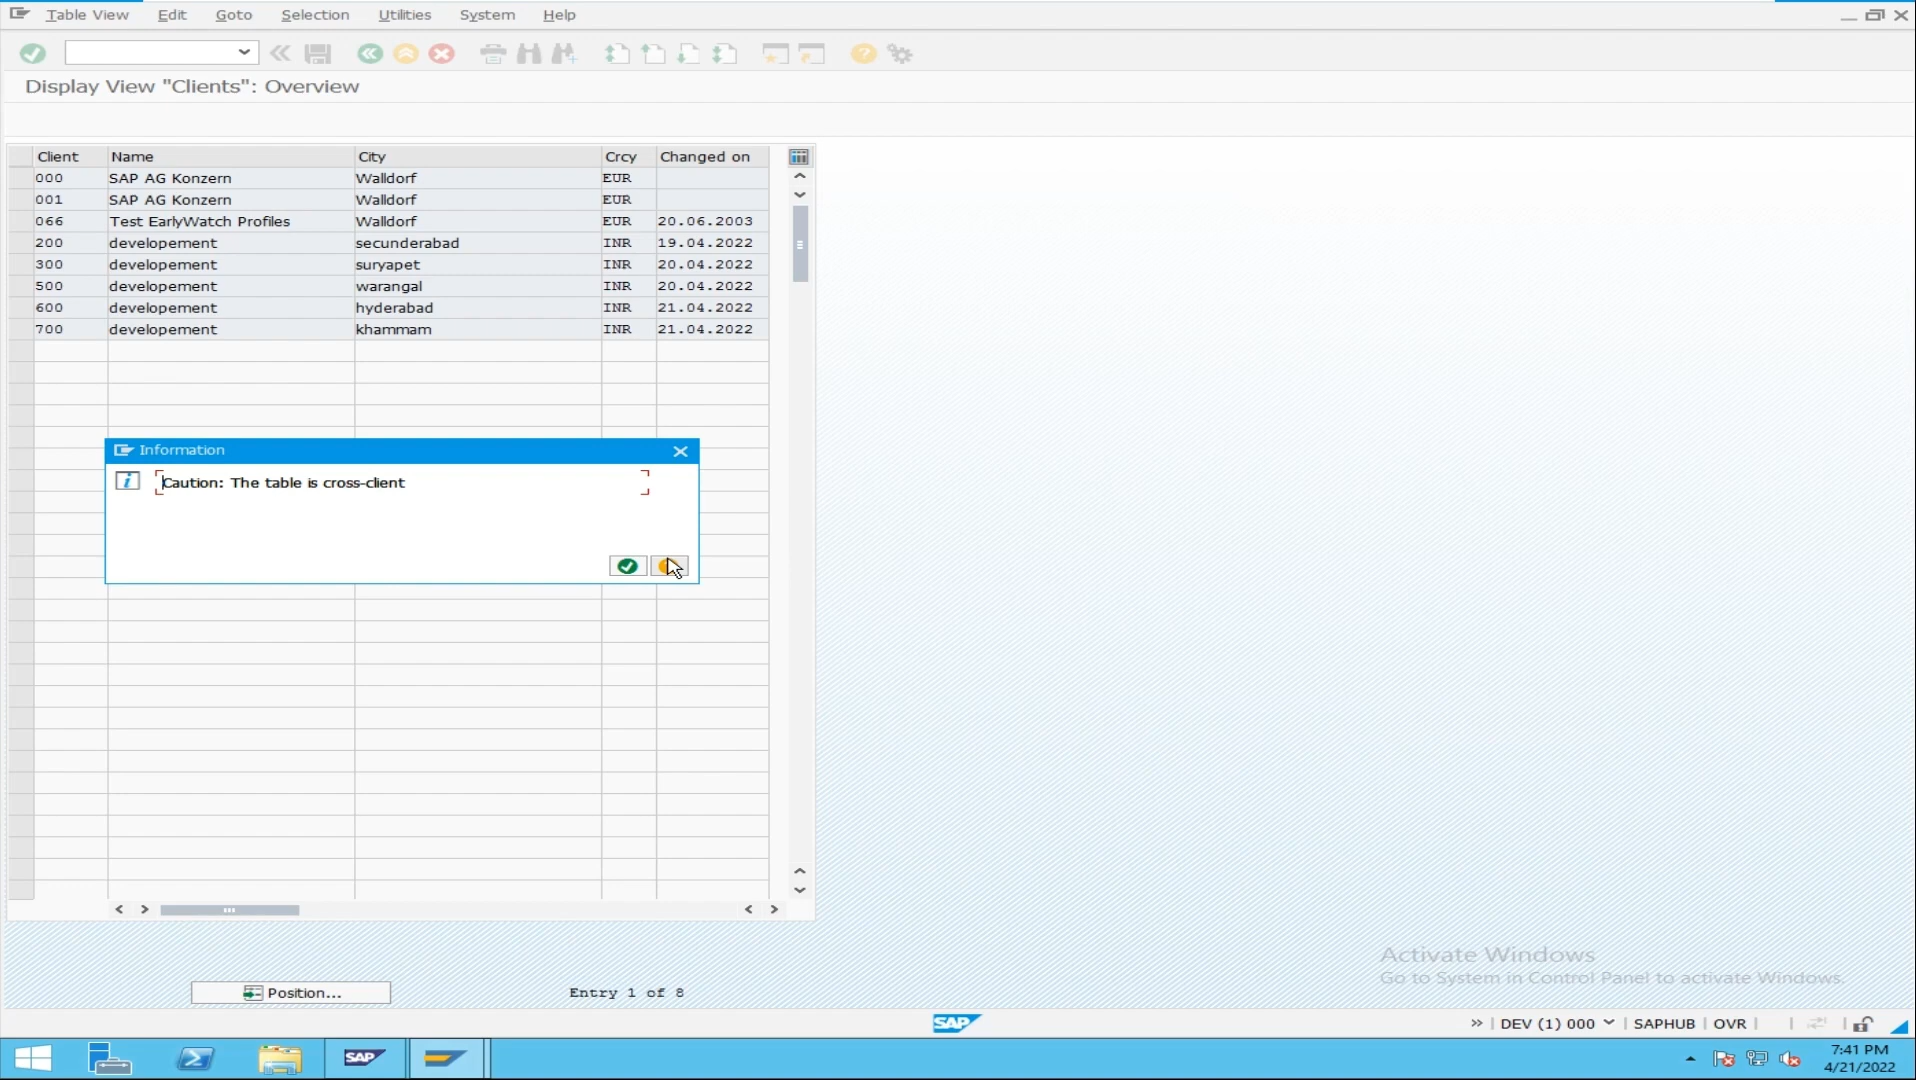 Table View Edit Goto Selection Utilities System Help
Display View "Clients": Overview
Client Name City Crcy Changed on
000 SAP AG Konzern Walldorf EUR
001 SAP AG Konzern Walldorf EUR
066 Test EarlyWatch Profiles Walldorf EUR 20.06.2003
200 developement secunderabad INR 19.04.2022
300 developement suryapet INR 20.04.2022
500 developement warangal INR 20.04.2022
600 developement hyderabad INR 21.04.2022
700 developement khammam INR 21.04.2022
Information
Caution: The table is cross-client
Activate Windows
Go to System in Control Panel to activate Windows.
Position... Entry 1 of 8
SAP » DEV (1) 000 SAPHUB OVR
SAP 7:41 PM
4/21/2022